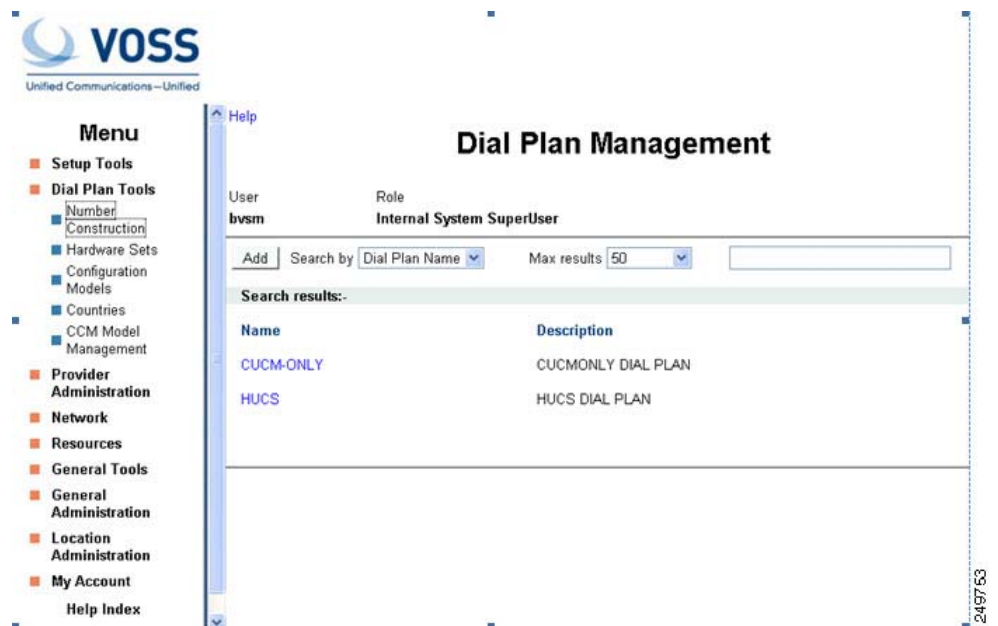 VOSS
Unified Communications—Unified
Menu
Setup Tools
Dial Plan Tools
Number
Construction
Hardware Sets
Configuration
Models
Countries
CCM Model
Management
Provider
Administration
Network
Resources
General Tools
General
Administration
Location
Administration
My Account
Help Index
Help
Dial Plan Management
User Role
bvsm Internal System SuperUser
Add Search by Dial Plan Name Max results 50
Search results:-
Name Description
CUCM-ONLY CUCMONLY DIAL PLAN
HUCS HUCS DIAL PLAN
249753